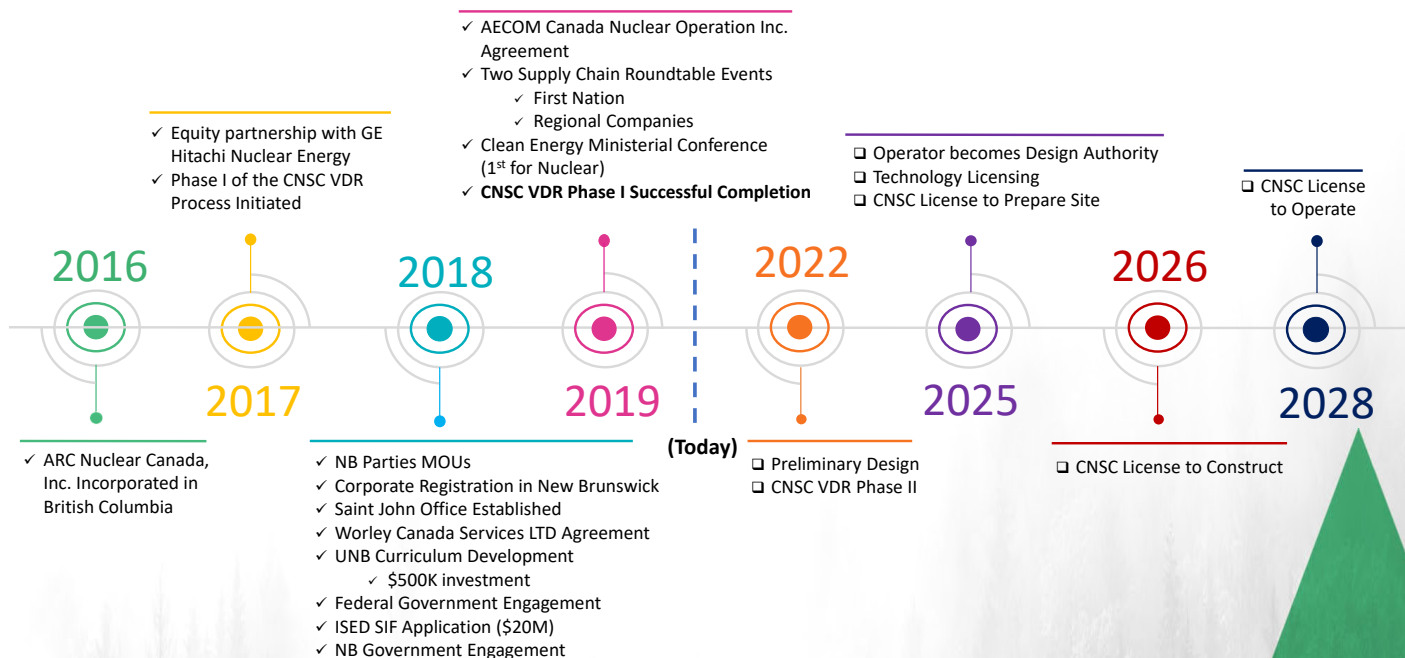 2016
✓ ARC Nuclear Canada,
Inc. Incorporated in
British Columbia
✓ Equity partnership with GE
Hitachi Nuclear Energy
✓ Phase I of the CNSC VDR
Process Initiated
2017
2018
✓ NB Parties MOUs
✓ Corporate Registration in New Brunswick
✓ Saint John Office Established
✓ Worley Canada Services LTD Agreement
✓ UNB Curriculum Development
✓ $500K investment
✓ Federal Government Engagement
✓ ISED SIF Application ($20M)
✓ NB Government Engagement
✓ AECOM Canada Nuclear Operation Inc.
Agreement
✓ Two Supply Chain Roundtable Events
✓ First Nation
✓ Regional Companies
✓ Clean Energy Ministerial Conference
(1st for Nuclear)
✓ CNSC VDR Phase I Successful Completion
2019
(Today)
2022
❑ Preliminary Design
❑ CNSC VDR Phase II
❑ Operator becomes Design Authority
❑ Technology Licensing
❑ CNSC License to Prepare Site
2025
2026
❑ CNSC License to Construct
❑ CNSC License
to Operate
2028